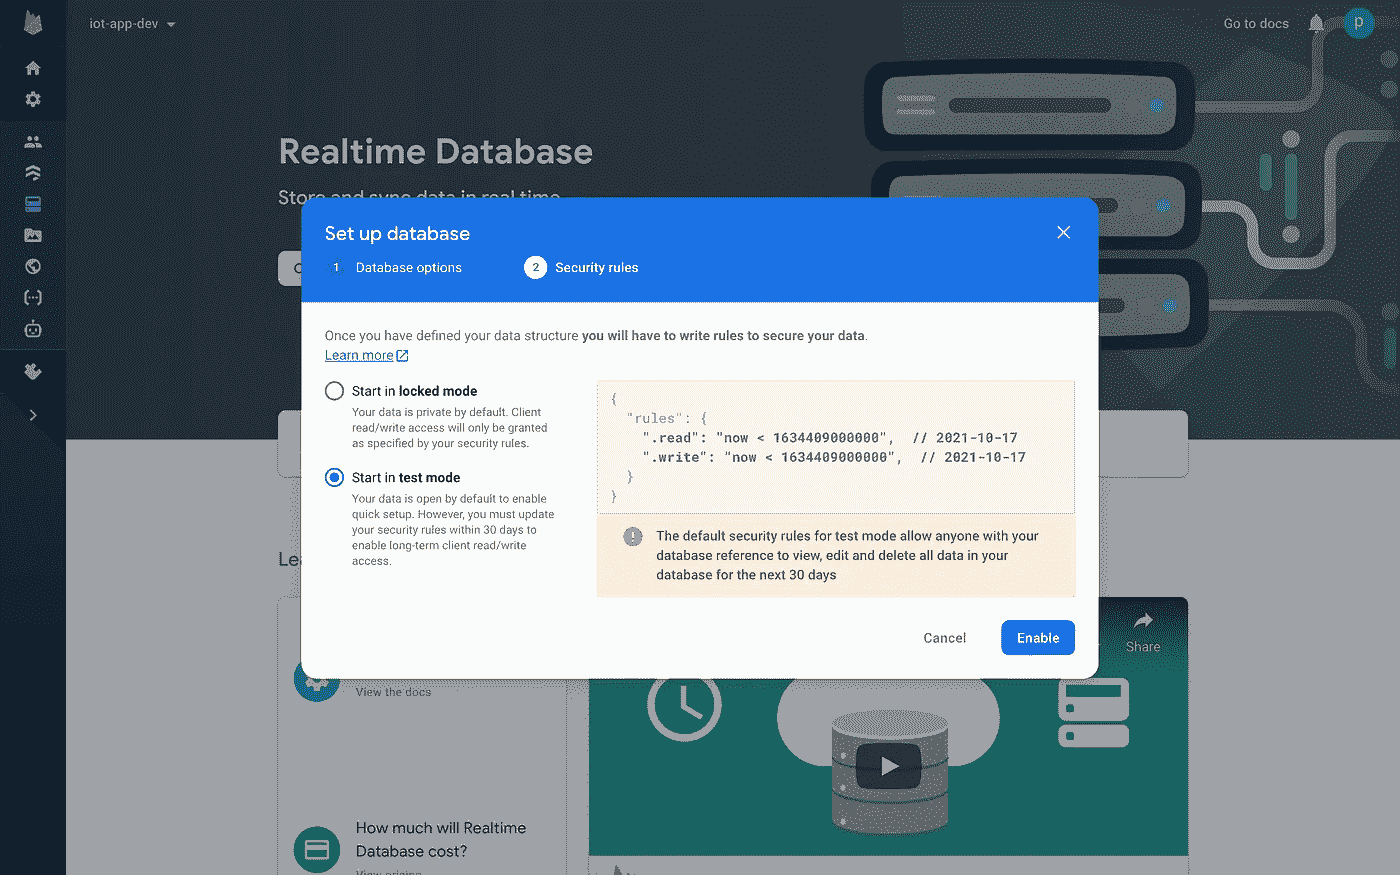 iot-app-dev
Go to docs
p
Realtime Database
Store and sync data in real time
Set up database
1 Database options
2 Security rules
Once you have defined your data structure you will have to write rules to secure your data.
Learn more
Start in locked mode
Your data is private by default. Client
read/write access will only be granted
as specified by your security rules.
Start in test mode
Your data is open by default to enable
quick setup. However, you must update
your security rules within 30 days to
enable long-term client read/write
access.
{
"rules": {
".read": "now < 1634409000000", // 2021-10-17
".write": "now < 1634409000000", // 2021-10-17
}
}
The default security rules for test mode allow anyone with your
database reference to view, edit and delete all data in your
database for the next 30 days
Cancel
Enable
Share
View the docs
How much will Realtime
Database cost?
View pricing